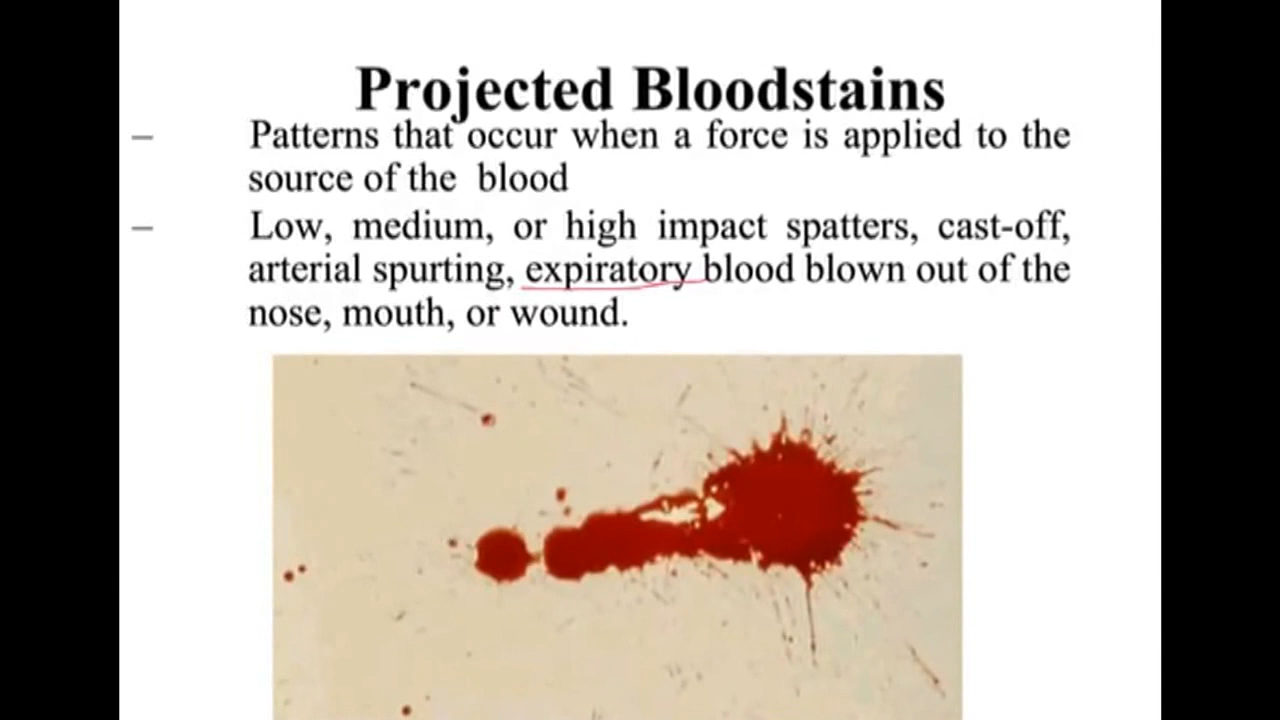 Projected Bloodstains
– Patterns that occur when a force is applied to the
source of the blood
– Low, medium, or high impact spatters, cast-off,
arterial spurting, expiratory blood blown out of the
nose, mouth, or wound.